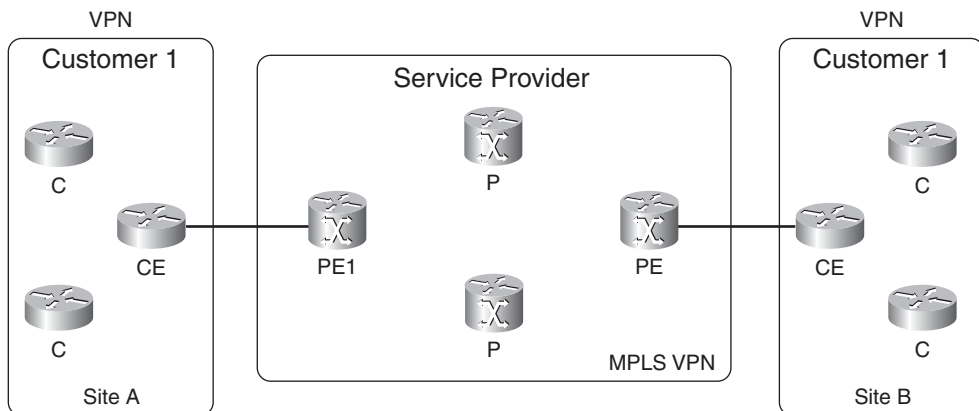 VPN
VPN
Customer 1
Service Provider
Customer 1
C
P
C
CE
PE1
PE
CE
C
P
C
MPLS VPN
Site A
Site B